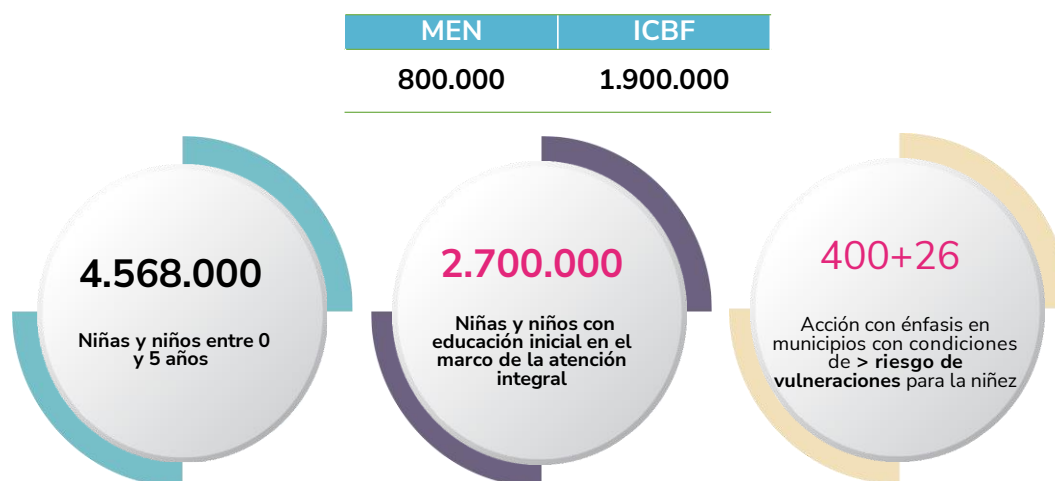 MEN ICBF
800.000 1.900.000
4.568.000
Niñas y niños entre 0
y 5 años
2.700.000
Niñas y niños con
educación inicial en el
marco de la atención
integral
400+26
Acción con énfasis en
municipios con condiciones
de > riesgo de
vulneraciones para la niñez